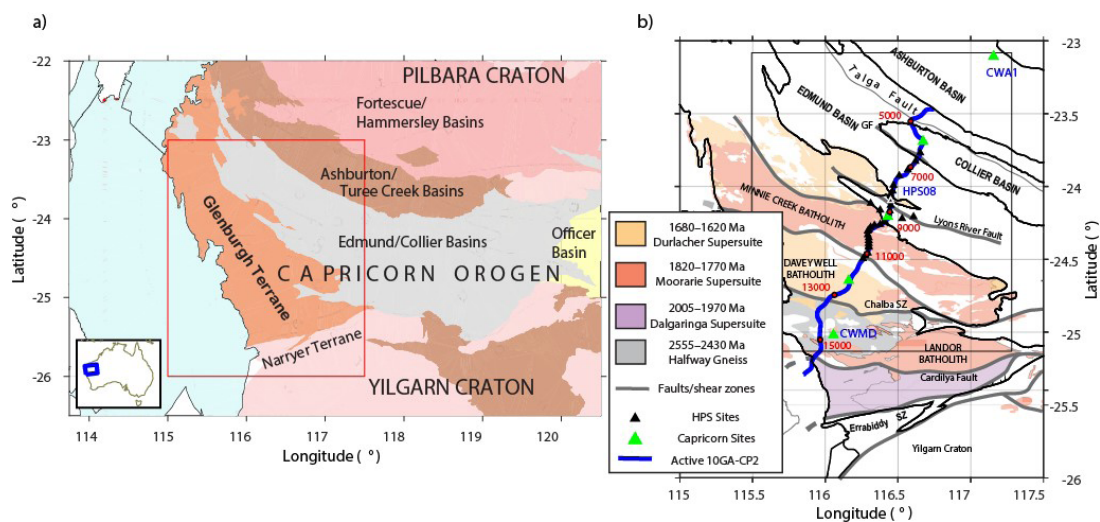 a)
-22
-23
-24
-25
-26
Latitude ( ° )
PILBARA CRATON
Fortescue/
Hammersley Basins
Ashburton/
Turee Creek Basins
Glenburgh Terrane
Edmund/Collier Basins
Officer
Basin
CAPRICORN OROGEN
Narryer Terrane
YILGARN CRATON
114
115
116
117
118
119
120
Longitude ( ° )
b)
-23
-23.5
-24
-24.5
-25
-25.5
-26
Latitude ( ° )
CWA1
ASHBURTON BASIN
Talga Fault
5000
EDMUND BASIN
GF
COLLIER BASIN
7000
HPS08
MINNIE CREEK BATHOLITH
9000
Lyons River Fault
11000
DAVEYWELL
BATHOLITH
13000
Chalba SZ
CWMD
15000
LANDOR
BATHOLITH
Cardilya Fault
Errabiddy SZ
Yilgarn Craton
115
115.5
116
116.5
117
117.5
Longitude ( ° )
1680–1620 Ma
Durlacher Supersuite
1820–1770 Ma
Moorarie Supersuite
2005–1970 Ma
Dalgaringa Supersuite
2555–2430 Ma
Halfway Gneiss
Faults/shear zones
HPS Sites
Capricorn Sites
Active 10GA-CP2